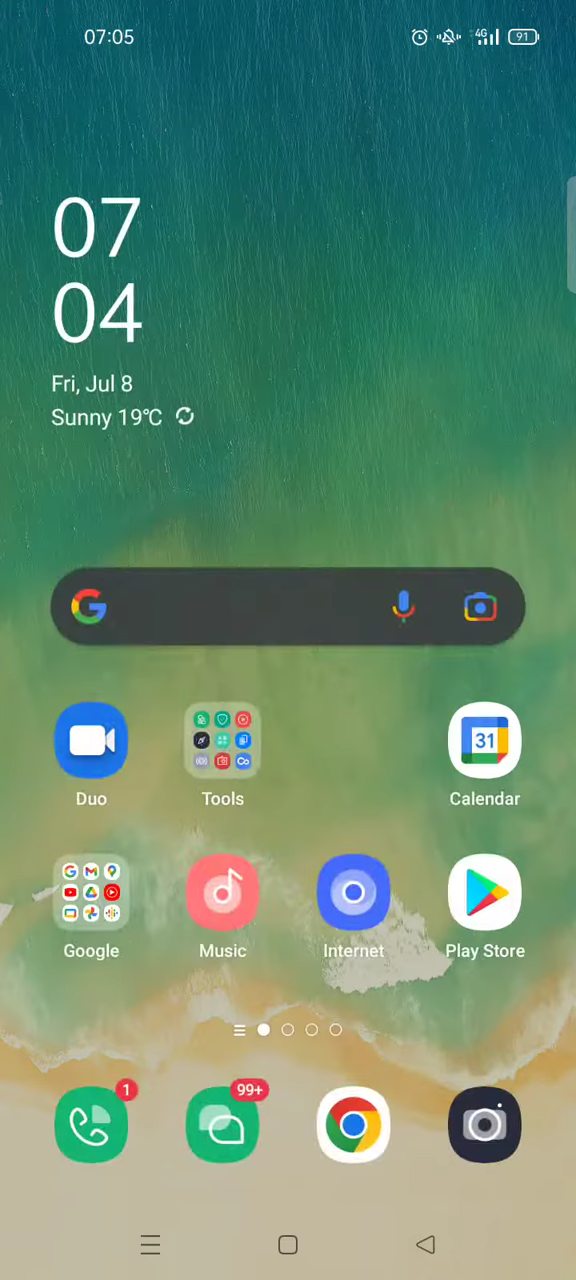 07:05
4G
91
07
04
Fri, Jul 8
Sunny 19℃
31
Duo
Tools
Calendar
Google
Music
Internet
Play Store
1
99+